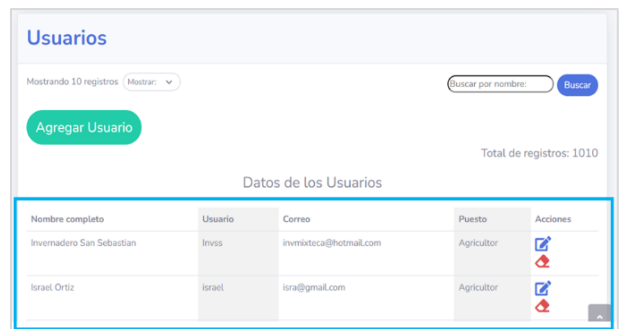 Usuarios
Mostrando 10 registros Mostrar:
Buscar por nombre: Buscar
Agregar Usuario
Total de registros: 1010
Datos de los Usuarios
Nombre completo Usuario Correo Puesto Acciones
Invernadero San Sebastian Invss invmixteca@hotmail.com Agricultor
Israel Ortiz israel isra@gmail.com Agricultor